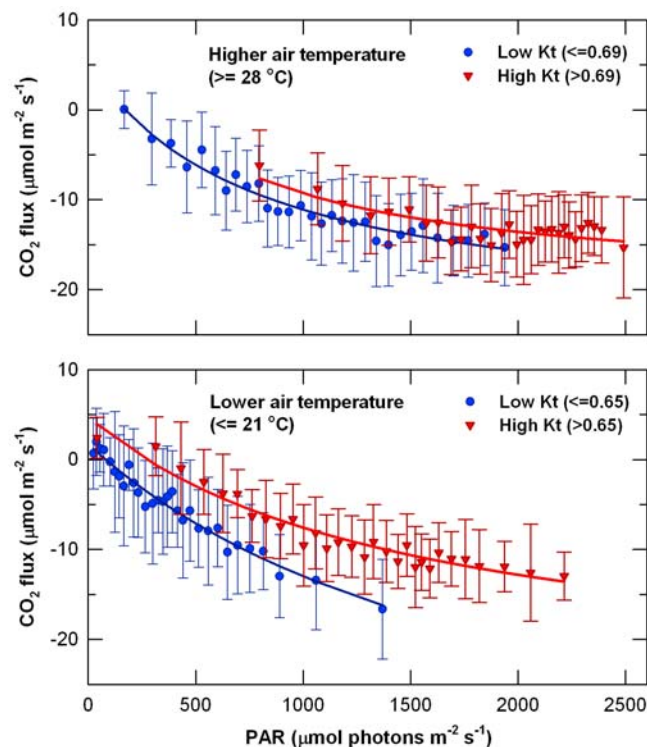 10
0
-10
-20
CO2 flux (μmol m-2 s-1)
Higher air temperature
(>= 28 °C)
Low Kt (<=0.69)
High Kt (>0.69)
10
0
-10
-20
CO2 flux (μmol m-2 s-1)
Lower air temperature
(<= 21 °C)
Low Kt (<=0.65)
High Kt (>0.65)
0 500 1000 1500 2000 2500
PAR (μmol photons m-2 s-1)